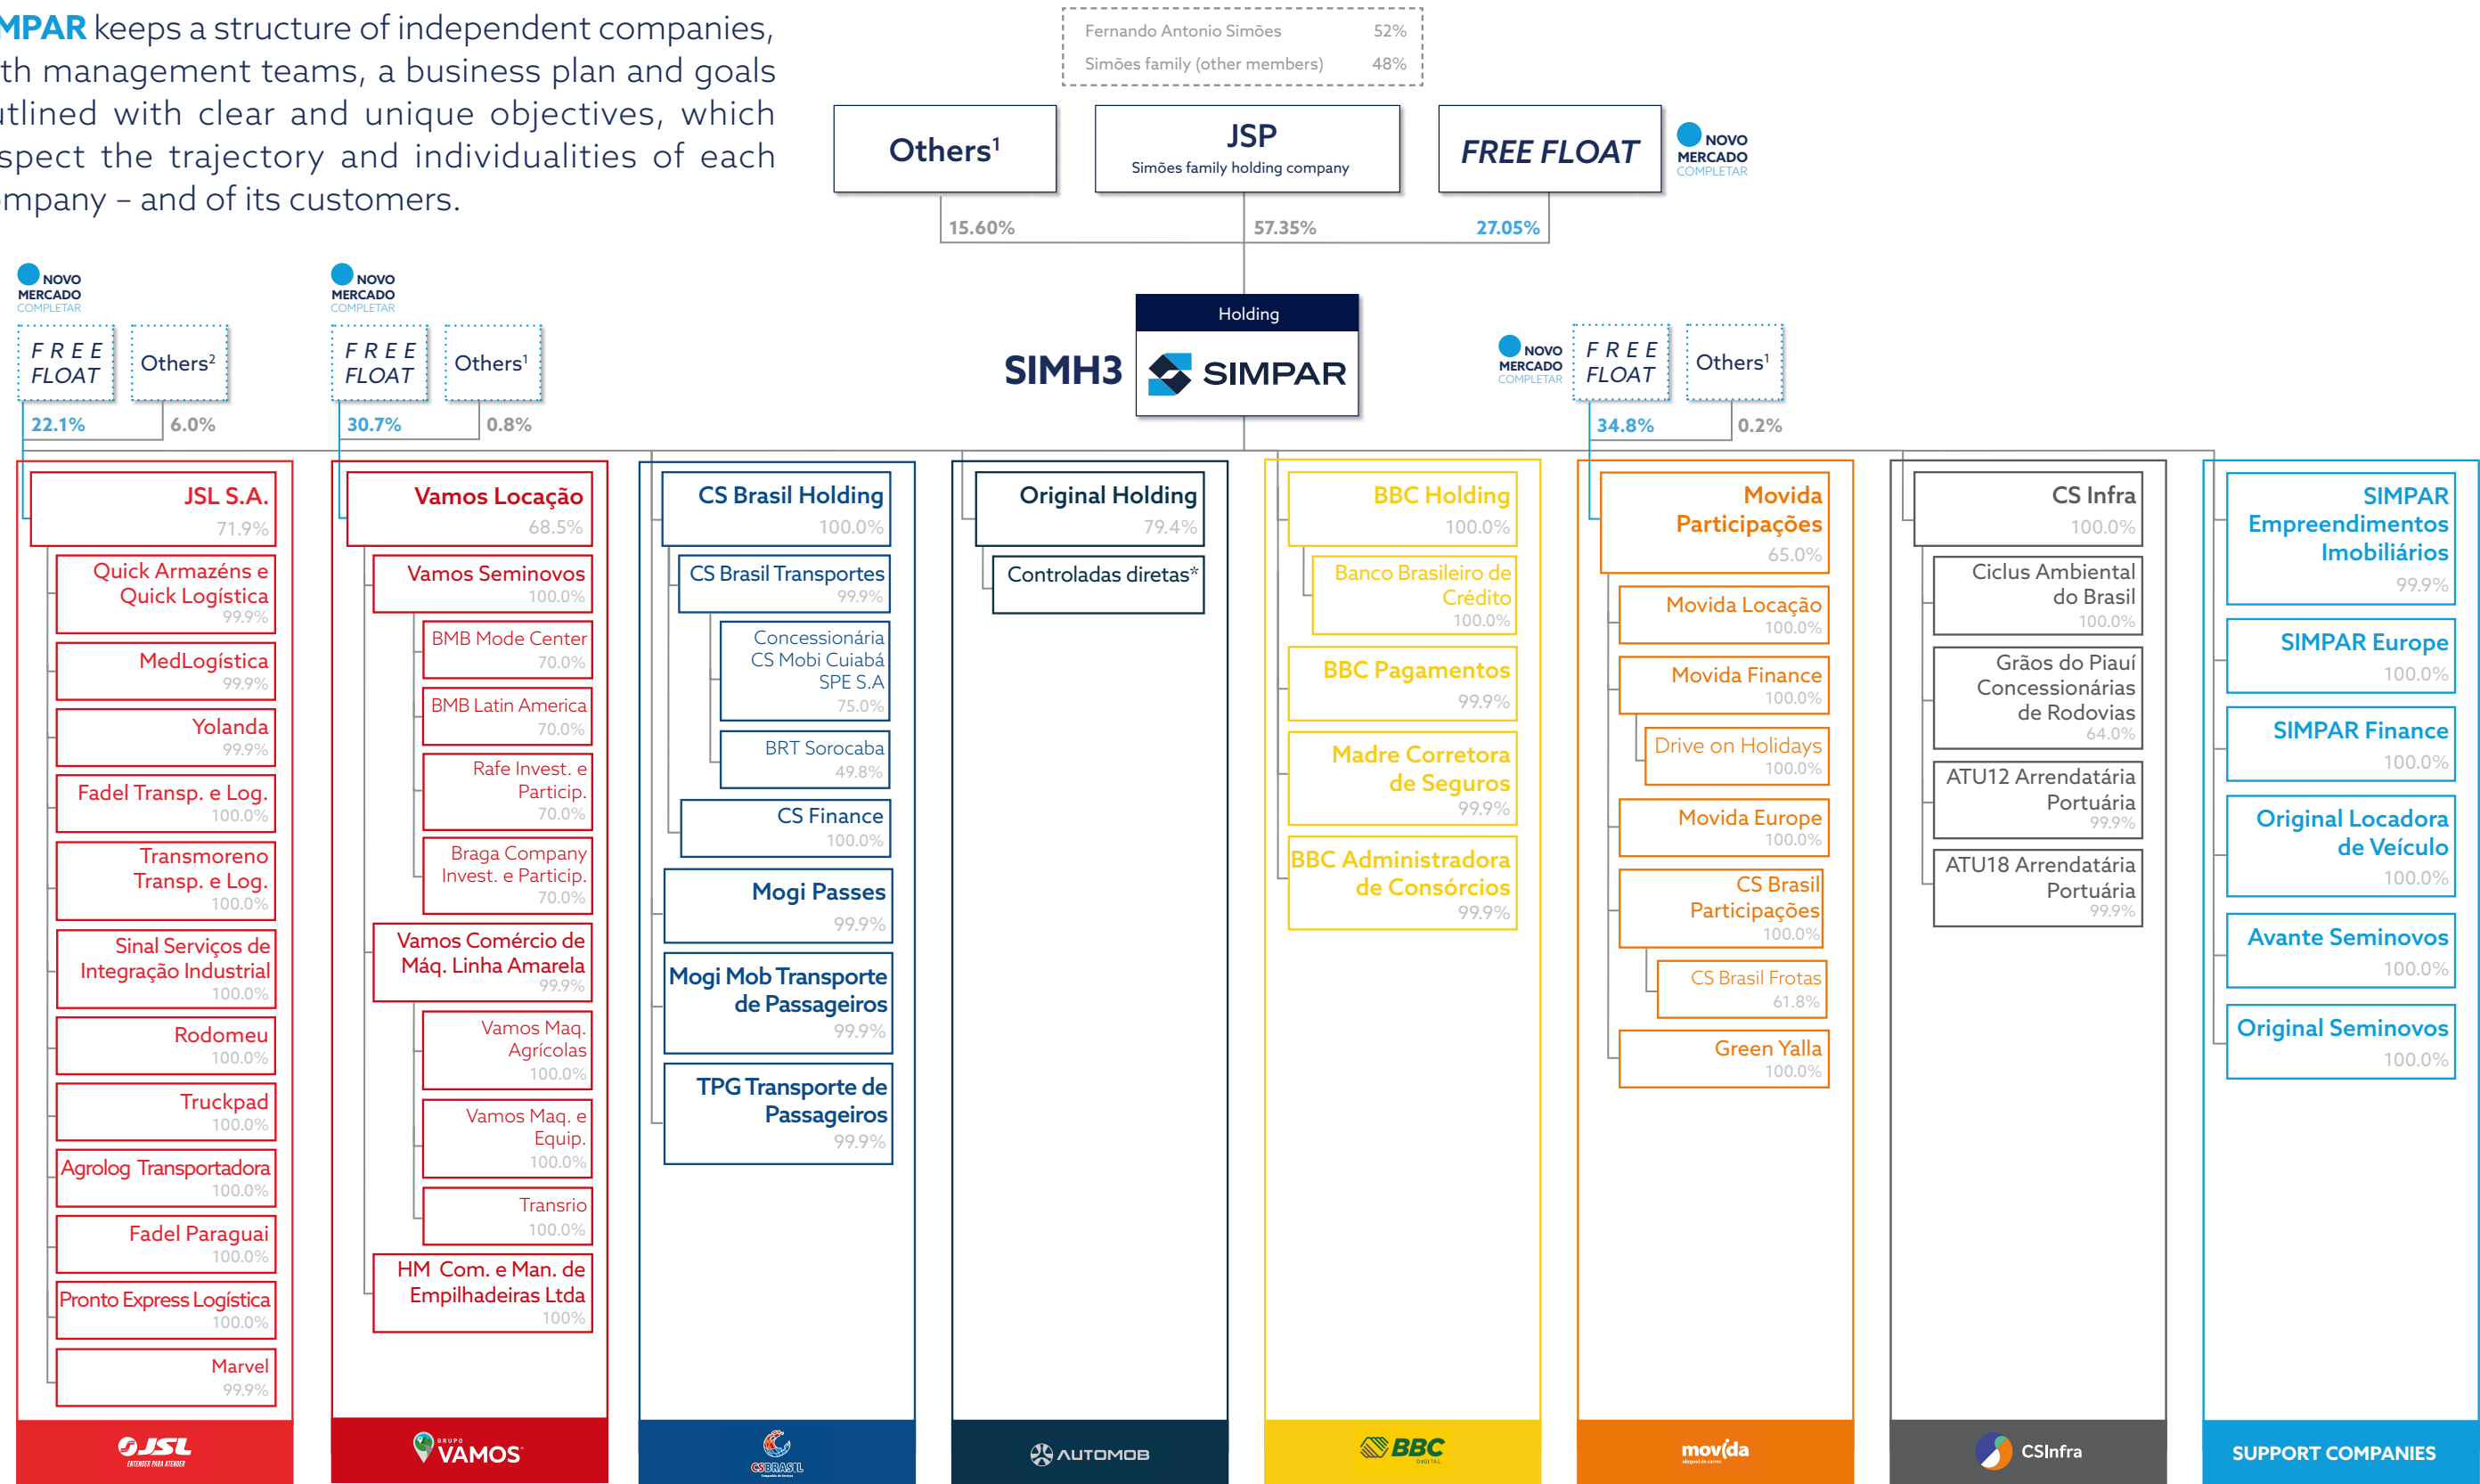 IMPAR keeps a structure of independent companies,
th management teams, a business plan and goals
utlined with clear and unique objectives, which
spect the trajectory and individualities of each
ompany – and of its customers.
Fernando Antonio Simões 52%
Simões family (other members) 48%
Others¹
JSP
Simões family holding company
FREE FLOAT
NOVO
MERCADO
COMPLETAR
15.60%
57.35%
27.05%
Holding
SIMH3
SIMPAR
NOVO
MERCADO
COMPLETAR
FREE
FLOAT
Others²
22.1%
6.0%
NOVO
MERCADO
COMPLETAR
FREE
FLOAT
Others¹
30.7%
0.8%
NOVO
MERCADO
COMPLETAR
FREE
FLOAT
Others¹
34.8%
0.2%
JSL S.A.
71.9%
Quick Armazéns e
Quick Logística
99.9%
MedLogística
99.9%
Yolanda
99.9%
Fadel Transp. e Log.
100.0%
Transmoreno
Transp. e Log.
100.0%
Sinal Serviços de
Integração Industrial
100.0%
Rodomeu
100.0%
Truckpad
100.0%
Agrolog Transportadora
100.0%
Fadel Paraguai
100.0%
Pronto Express Logística
100.0%
Marvel
99.9%
JSL
ENTENDER PARA ATENDER
Vamos Locação
68.5%
Vamos Seminovos
100.0%
BMB Mode Center
70.0%
BMB Latin America
70.0%
Rafe Invest. e
Particip.
70.0%
Braga Company
Invest. e Particip.
70.0%
Vamos Comércio de
Máq. Linha Amarela
99.9%
Vamos Maq.
Agrícolas
100.0%
Vamos Maq. e
Equip.
100.0%
Transrio
100.0%
HM Com. e Man. de
Empilhadeiras Ltda
100%
GRUPO
VAMOS
CS Brasil Holding
100.0%
CS Brasil Transportes
99.9%
Concessionária
CS Mobi Cuiabá
SPE S.A
75.0%
BRT Sorocaba
49.8%
CS Finance
100.0%
Mogi Passes
99.9%
Mogi Mob Transporte
de Passageiros
99.9%
TPG Transporte de
Passageiros
99.9%
CSBRASIL
Original Holding
79.4%
Controladas diretas*
AUTOMOB
BBC Holding
100.0%
Banco Brasileiro de
Crédito
100.0%
BBC Pagamentos
99.9%
Madre Corretora
de Seguros
99.9%
BBC Administradora
de Consórcios
99.9%
BBC
DIGITAL
Movida
Participações
65.0%
Movida Locação
100.0%
Movida Finance
100.0%
Drive on Holidays
100.0%
Movida Europe
100.0%
CS Brasil
Participações
100.0%
CS Brasil Frotas
61.8%
Green Yalla
100.0%
movida
aluguel de carros
CS Infra
100.0%
Ciclus Ambiental
do Brasil
100.0%
Grãos do Piauí
Concessionárias
de Rodovias
64.0%
ATU12 Arrendatária
Portuária
99.9%
ATU18 Arrendatária
Portuária
99.9%
CSInfra
SIMPAR
Empreendimentos
Imobiliários
99.9%
SIMPAR Europe
100.0%
SIMPAR Finance
100.0%
Original Locadora
de Veículo
100.0%
Avante Seminovos
100.0%
Original Seminovos
100.0%
SUPPORT COMPANIES